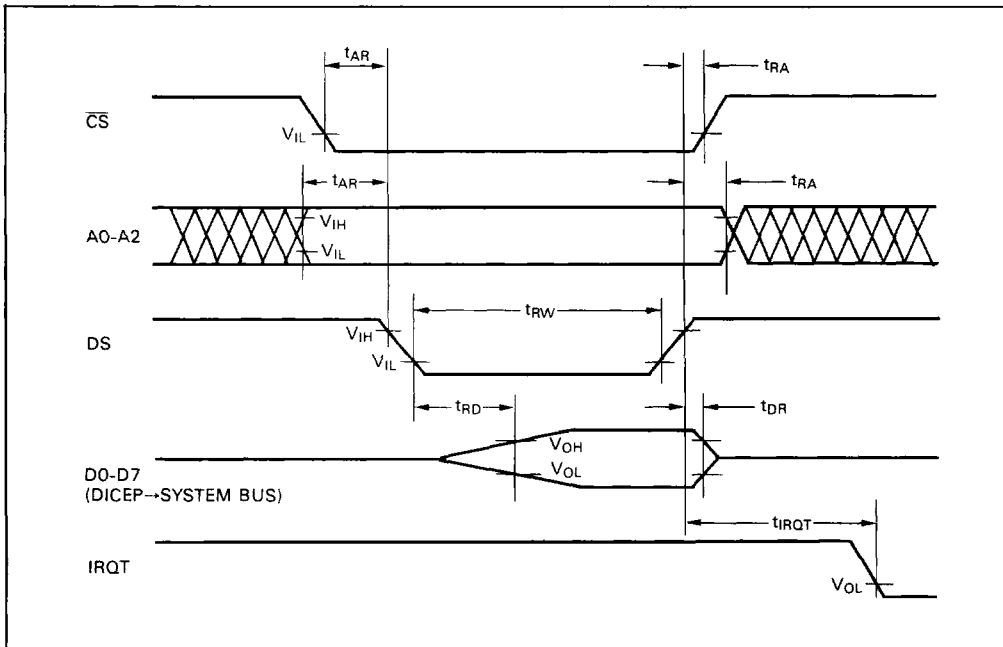 tAR
tRA
CS
VIL
tAR
tRA
A0-A2
VIH
VIL
tRW
DS
VIH
VIL
tRD
tDR
VOH
D0-D7
VOL
(DICEP→SYSTEM BUS)
tIRQT
IRQT
VOL